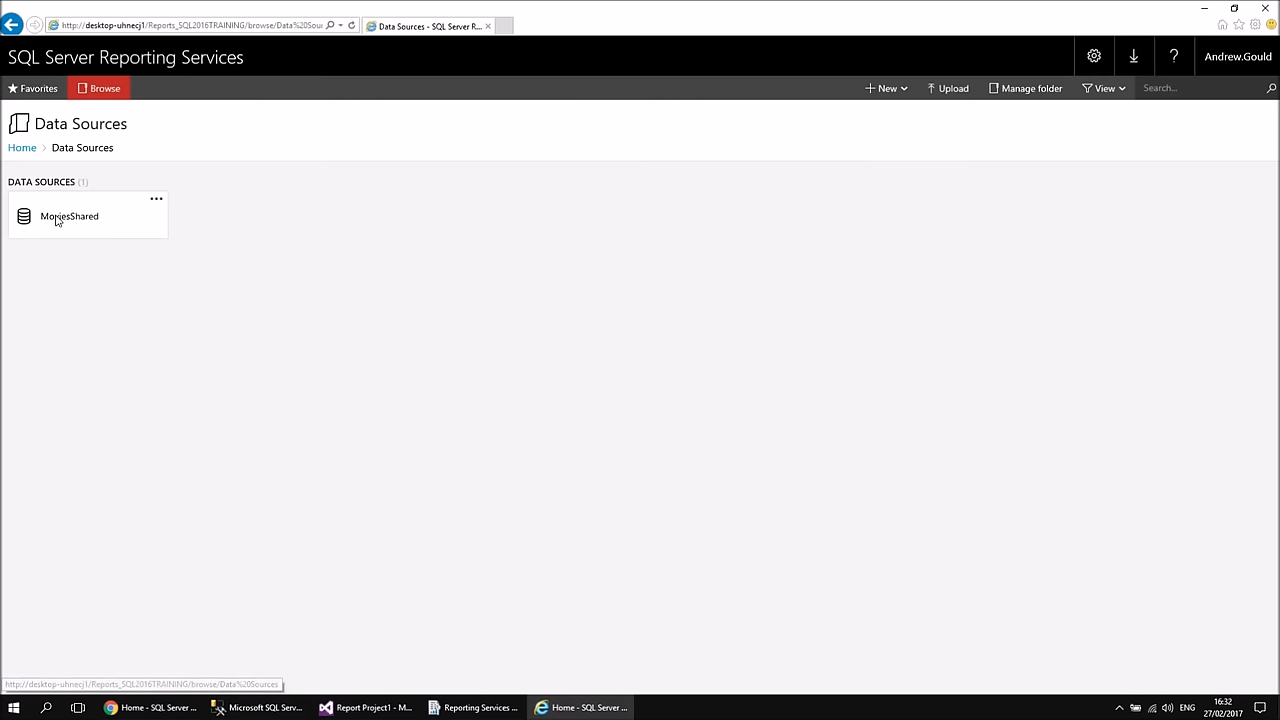 http://desktop-uhnecj1/Reports_SQL2016TRAINING/browse/Data%20Sour
Data Sources - SQL Server R...
SQL Server Reporting Services
Andrew.Gould
Favorites
Browse
New
Upload
Manage folder
View
Search...
Data Sources
Home > Data Sources
DATA SOURCES (1)
MoviesShared
http://desktop-uhnecj1/Reports_SQL2016TRAINING/browse/Data%20Sources
Home - SQL Server ...
Microsoft SQL Serv...
Report Project1 - M...
Reporting Services ...
Home - SQL Server ...
ENG
16:32
27/02/2017